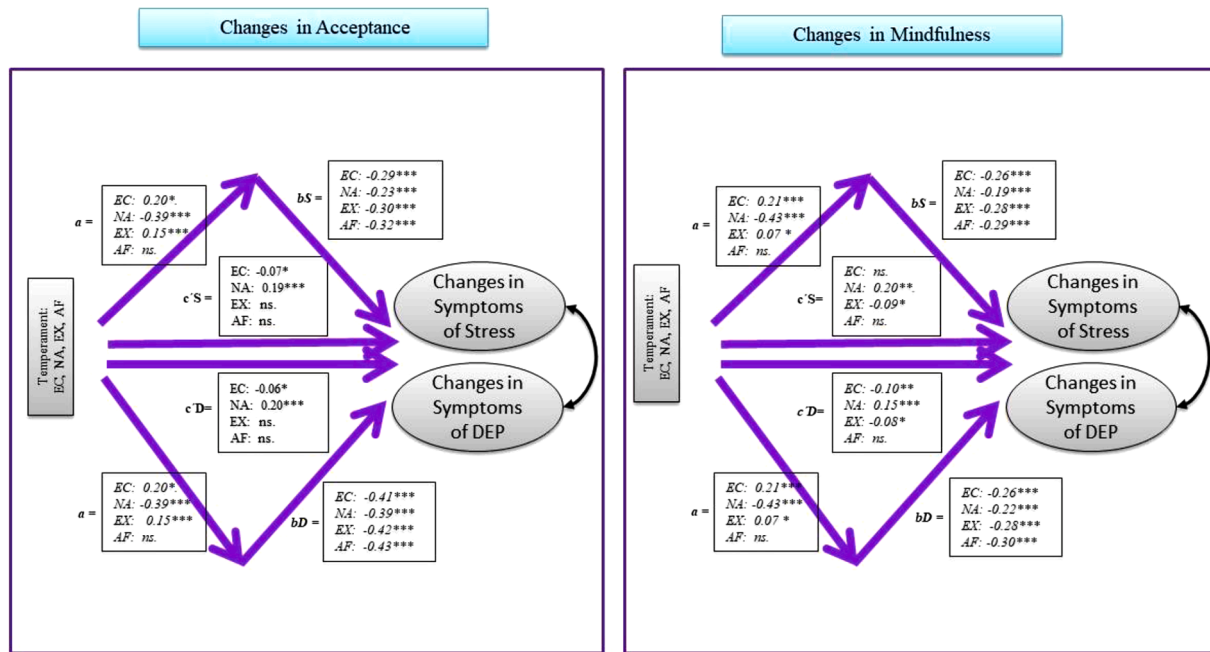 Changes in Acceptance
a =
EC: 0.20*.
NA: -0.39***
EX: 0.15***
AF: ns.
bS =
EC: -0.29***
NA: -0.23***
EX: -0.30***
AF: -0.32***
Temperament:
EC, NA, EX, AF
c´S =
EC: -0.07*
NA: 0.19***
EX: ns.
AF: ns.
Changes in
Symptoms
of Stress
c´D=
EC: -0.06*
NA: 0.20***
EX: ns.
AF: ns.
Changes in
Symptoms
of DEP
a =
EC: 0.20*.
NA: -0.39***
EX: 0.15***
AF: ns.
bD =
EC: -0.41***
NA: -0.39***
EX: -0.42***
AF: -0.43***
Changes in Mindfulness
a =
EC: 0.21***
NA: -0.43***
EX: 0.07 *
AF: ns.
bS =
EC: -0.26***
NA: -0.19***
EX: -0.28***
AF: -0.29***
Temperament:
EC, NA, EX, AF
c´S=
EC: ns.
NA: 0.20**.
EX: -0.09*
AF: ns.
Changes in
Symptoms
of Stress
c´D=
EC: -0.10**
NA: 0.15***
EX: -0.08*
AF: ns.
Changes in
Symptoms
of DEP
a =
EC: 0.21***
NA: -0.43***
EX: 0.07 *
AF: ns.
bD =
EC: -0.26***
NA: -0.22***
EX: -0.28***
AF: -0.30***